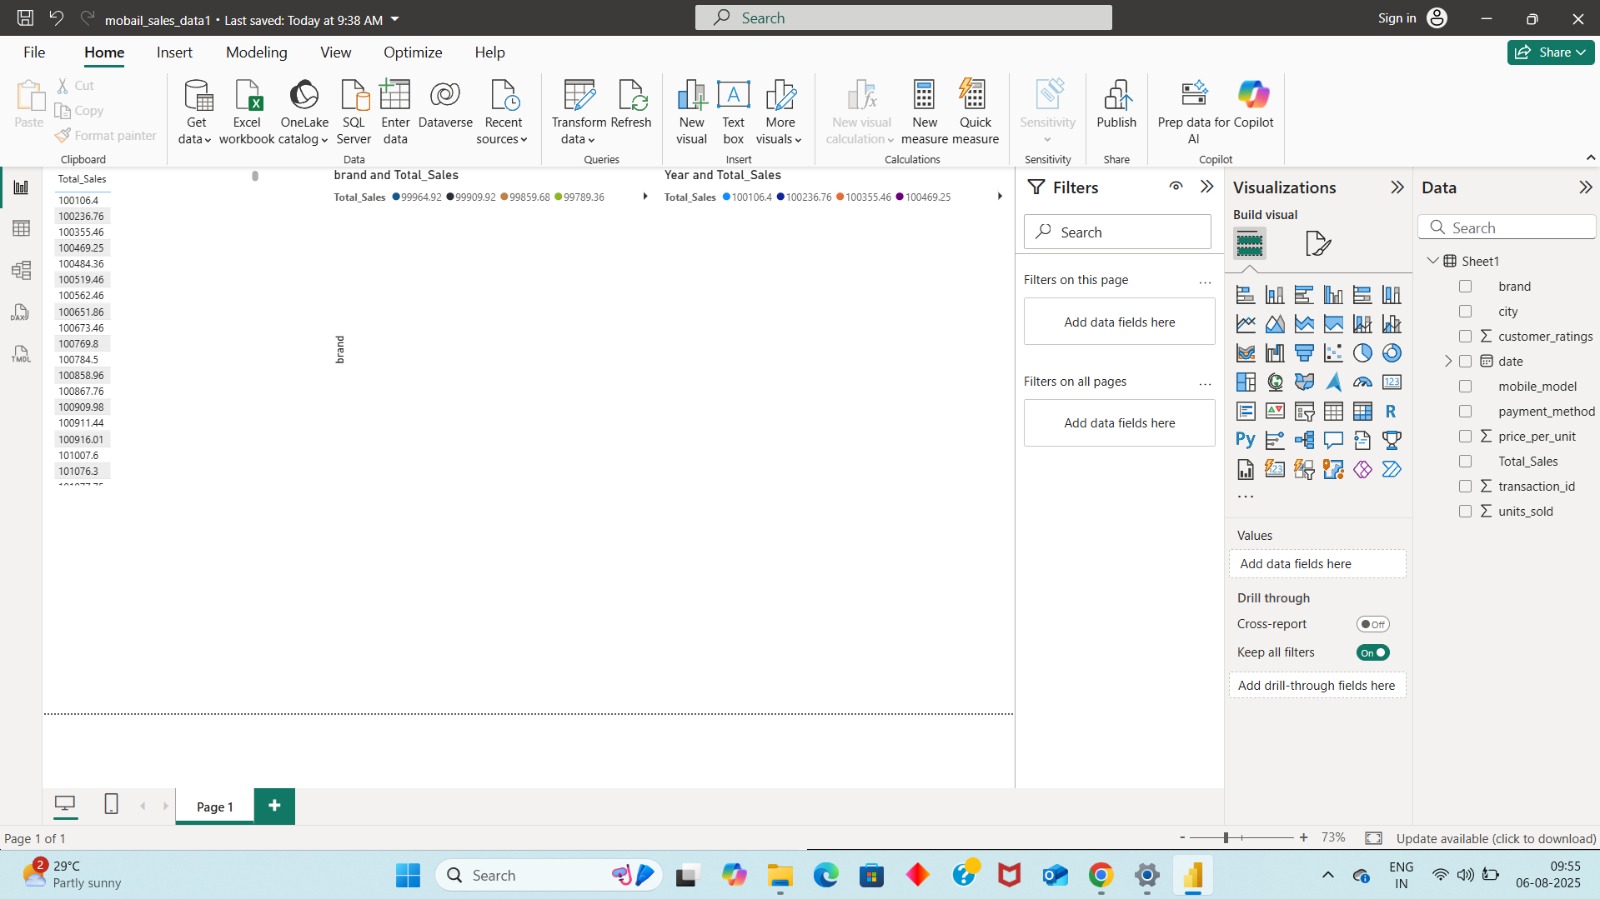 mobail_sales_data1 • Last saved: Today at 9:38 AM
Search
Sign in
File
Home
Insert
Modeling
View
Optimize
Help
Share
Paste
Cut
Copy
Format painter
Clipboard
Get data
Excel workbook
OneLake catalog
SQL Server
Enter data
Dataverse
Recent sources
Data
Transform data
Refresh
Queries
New visual
Text box
More visuals
Insert
New visual calculation
New measure
Quick measure
Calculations
Sensitivity
Sensitivity
Publish
Share
Prep data for AI
Copilot
Copilot
DAX
TMDL
Total_Sales
100106.4
100236.76
100355.46
100469.25
100484.36
100519.46
100562.46
100651.86
100673.46
100769.8
100784.5
100858.96
100867.76
100909.98
100911.44
100916.01
101007.6
101076.3
brand and Total_Sales
Total_Sales 99964.92 99909.92 99859.68 99789.36
brand
Year and Total_Sales
Total_Sales 100106.4 100236.76 100355.46 100469.25
Filters
Search
Filters on this page
...
Add data fields here
Filters on all pages
...
Add data fields here
Visualizations
Build visual
123
R
Py
123
...
Values
Add data fields here
Drill through
Cross-report
Off
Keep all filters
On
Add drill-through fields here
Data
Search
Sheet1
brand
city
Σ customer_ratings
date
mobile_model
payment_method
Σ price_per_unit
Total_Sales
Σ transaction_id
Σ units_sold
Page 1
+
Page 1 of 1
- + 73%
Update available (click to download)
2
29°C
Partly sunny
Search
ENG
IN
09:55
06-08-2025